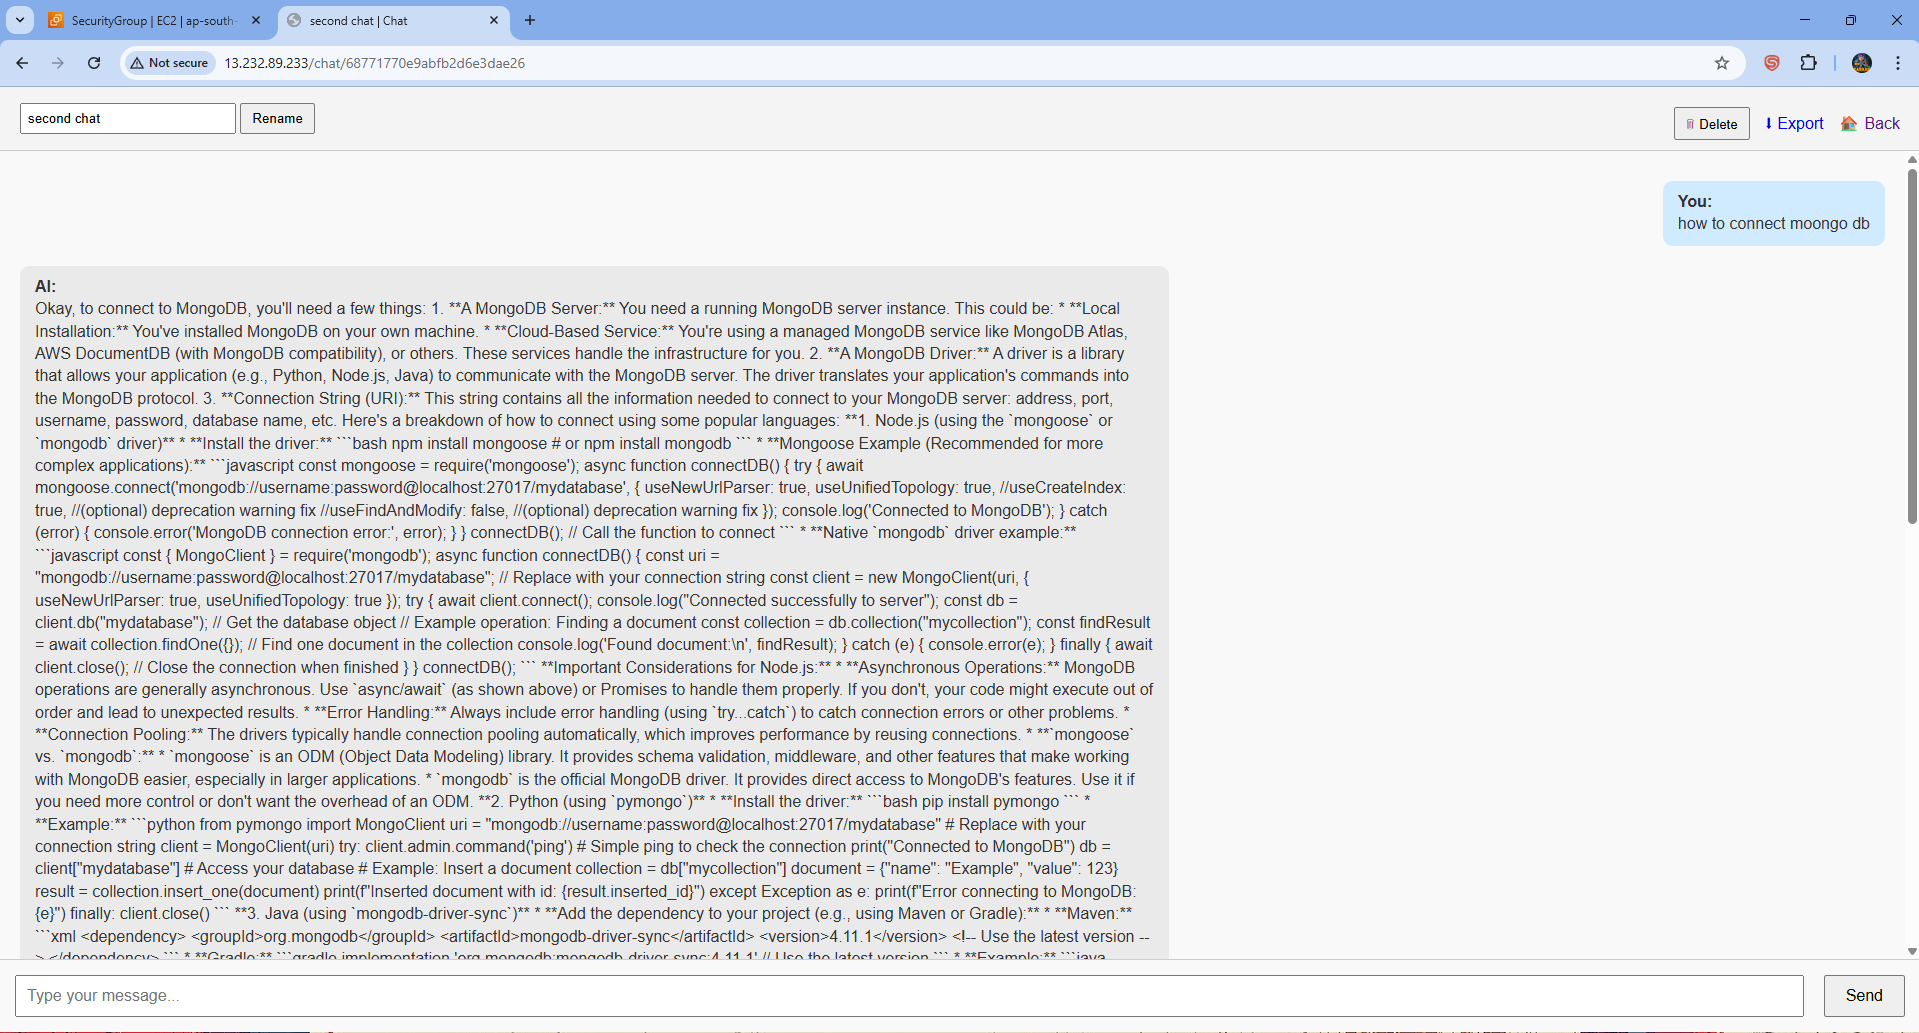 SecurityGroup | EC2 | ap-south-
second chat | Chat
Not secure
13.232.89.233/chat/68771770e9abfb2d6e3dae26
second chat
Rename
Delete
Export
Back
You:
how to connect moongo db
AI:
Okay, to connect to MongoDB, you'll need a few things: 1. **A MongoDB Server:** You need a running MongoDB server instance. This could be: * **Local
Installation:** You've installed MongoDB on your own machine. * **Cloud-Based Service:** You're using a managed MongoDB service like MongoDB Atlas,
AWS DocumentDB (with MongoDB compatibility), or others. These services handle the infrastructure for you. 2. **A MongoDB Driver:** A driver is a library
that allows your application (e.g., Python, Node.js, Java) to communicate with the MongoDB server. The driver translates your application's commands into
the MongoDB protocol. 3. **Connection String (URI):** This string contains all the information needed to connect to your MongoDB server: address, port,
username, password, database name, etc. Here's a breakdown of how to connect using some popular languages: **1. Node.js (using the `mongoose` or
`mongodb` driver)** * **Install the driver:** ```bash npm install mongoose # or npm install mongodb ``` * **Mongoose Example (Recommended for more
complex applications):** ```javascript const mongoose = require('mongoose'); async function connectDB() { try { await
mongoose.connect('mongodb://username:password@localhost:27017/mydatabase', { useNewUrlParser: true, useUnifiedTopology: true, //useCreateIndex:
true, //(optional) deprecation warning fix //useFindAndModify: false, //(optional) deprecation warning fix }); console.log('Connected to MongoDB'); } catch
(error) { console.error('MongoDB connection error:', error); } } connectDB(); // Call the function to connect ``` * **Native `mongodb` driver example:**
```javascript const { MongoClient } = require('mongodb'); async function connectDB() { const uri =
"mongodb://username:password@localhost:27017/mydatabase"; // Replace with your connection string const client = new MongoClient(uri, {
useNewUrlParser: true, useUnifiedTopology: true }); try { await client.connect(); console.log("Connected successfully to server"); const db =
client.db("mydatabase"); // Get the database object // Example operation: Finding a document const collection = db.collection("mycollection"); const findResult
= await collection.findOne({}); // Find one document in the collection console.log('Found document:\n', findResult); } catch (e) { console.error(e); } finally { await
client.close(); // Close the connection when finished } } connectDB(); ``` **Important Considerations for Node.js:** * **Asynchronous Operations:** MongoDB
operations are generally asynchronous. Use `async/await` (as shown above) or Promises to handle them properly. If you don't, your code might execute out of
order and lead to unexpected results. * **Error Handling:** Always include error handling (using `try...catch`) to catch connection errors or other problems. *
**Connection Pooling:** The drivers typically handle connection pooling automatically, which improves performance by reusing connections. * **`mongoose`
vs. `mongodb`:** * `mongoose` is an ODM (Object Data Modeling) library. It provides schema validation, middleware, and other features that make working
with MongoDB easier, especially in larger applications. * `mongodb` is the official MongoDB driver. It provides direct access to MongoDB's features. Use it if
you need more control or don't want the overhead of an ODM. **2. Python (using `pymongo`)** * **Install the driver:** ```bash pip install pymongo ``` *
**Example:** ```python from pymongo import MongoClient uri = "mongodb://username:password@localhost:27017/mydatabase" # Replace with your
connection string client = MongoClient(uri) try: client.admin.command('ping') # Simple ping to check the connection print("Connected to MongoDB") db =
client["mydatabase"] # Access your database # Example: Insert a document collection = db["mycollection"] document = {"name": "Example", "value": 123}
result = collection.insert_one(document) print(f"Inserted document with id: {result.inserted_id}") except Exception as e: print(f"Error connecting to MongoDB:
{e}") finally: client.close() ``` **3. Java (using `mongodb-driver-sync`)** * **Add the dependency to your project (e.g., using Maven or Gradle):** * **Maven:**
```xml <dependency> <groupId>org.mongodb</groupId> <artifactId>mongodb-driver-sync</artifactId> <version>4.11.1</version> <!-- Use the latest version --
> </dependency> ``` * **Gradle:** ```gradle implementation 'org.mongodb:mongodb-driver-sync:4.11.1' // Use the latest version ``` * **Example:** ```java
Type your message...
Send